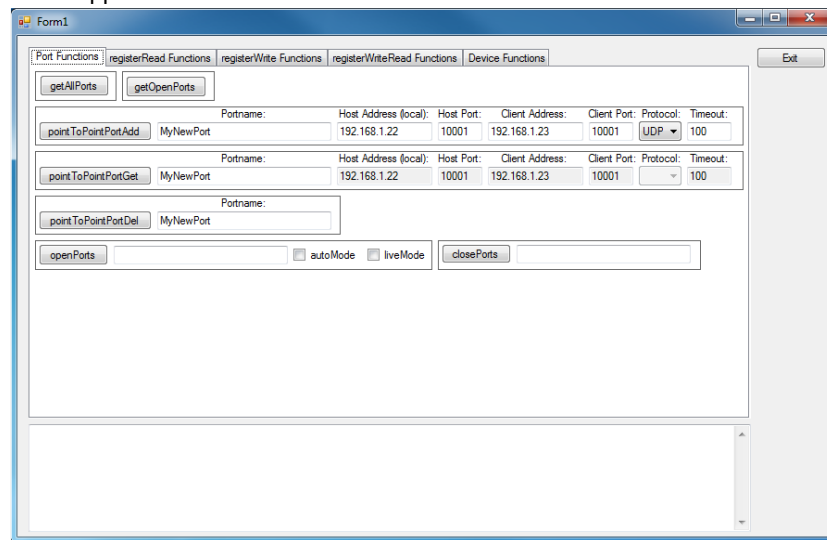 Form1
Port Functions registerRead Functions registerWrite Functions registerWriteRead Functions Device Functions
Exit
getAllPorts getOpenPorts
Portname: Host Address (local): Host Port: Client Address: Client Port: Protocol: Timeout:
pointToPointPortAdd MyNewPort 192.168.1.22 10001 192.168.1.23 10001 UDP 100
Portname: Host Address (local): Host Port: Client Address: Client Port: Protocol: Timeout:
pointToPointPortGet MyNewPort 192.168.1.22 10001 192.168.1.23 10001 100
Portname:
pointToPointPortDel MyNewPort
openPorts autoMode liveMode closePorts